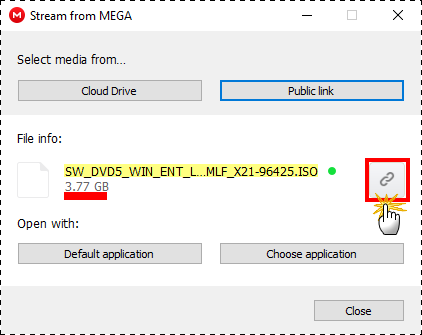 Stream from MEGA
Select media from...
Cloud Drive
Public link
File info:
SW_DVD5_WIN_ENT_L...MLF_X21-96425.ISO
3.77 GB
Open with:
Default application
Choose application
Close